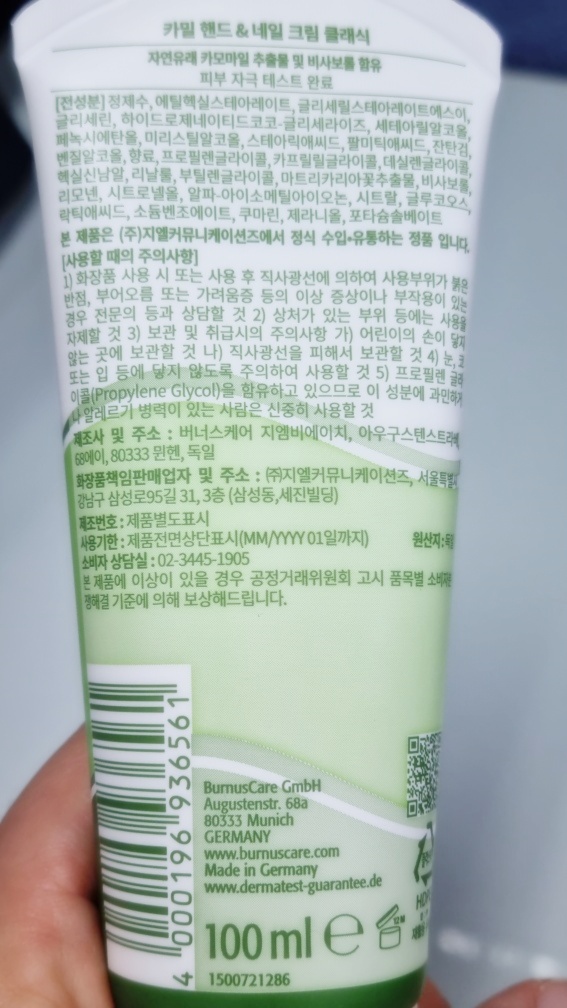 카밀 핸드 & 네일 크림 클래식
자연유래 카모마일 추출물 및 비사보롤 함유
피부 자극 테스트 완료
[전성분] 정제수, 에틸헥실스테아레이트, 글리세릴스테아레이트에스이,
글리세린, 하이드로제네이티드코코-글리세라이즈, 세테아릴알코올,
페녹시에탄올, 미리스틸알코올, 스테아릭애씨드, 팔미틱애씨드, 잔탄검,
벤질알코올, 향료, 프로필렌글라이콜, 카프릴릴글라이콜, 데실렌글라이콜,
헥실신남알, 리날룰, 부틸렌글라이콜, 마트리카리아꽃추출물, 비사보롤,
리모넨, 시트로넬올, 알파-아이소메틸아이오논, 시트랄, 글루코오스,
락틱애씨드, 소듐벤조에이트, 쿠마린, 제라니올, 포타슘솔베이트
본 제품은 (주)지엘커뮤니케이션즈에서 정식 수입•유통하는 정품 입니다.
[사용할 때의 주의사항]
1) 화장품 사용 시 또는 사용 후 직사광선에 의하여 사용부위가 붉은
반점, 부어오름 또는 가려움증 등의 이상 증상이나 부작용이 있는
경우 전문의 등과 상담할 것 2) 상처가 있는 부위 등에는 사용을
자제할 것 3) 보관 및 취급시의 주의사항 가) 어린이의 손이 닿지
않는 곳에 보관할 것 나) 직사광선을 피해서 보관할 것 4) 눈, 코
또는 입 등에 닿지 않도록 주의하여 사용할 것 5) 프로필렌 글라
이콜(Propylene Glycol)을 함유하고 있으므로 이 성분에 과민하거
나 알레르기 병력이 있는 사람은 신중히 사용할 것
제조사 및 주소 : 버너스케어 지엠비에이치, 아우구스텐스트라쎄,
68에이, 80333 뮌헨, 독일
화장품책임판매업자 및 주소 : (주)지엘커뮤니케이션즈, 서울특별시
강남구 삼성로95길 31, 3층 (삼성동,세진빌딩)
제조번호 : 제품별도표시
사용기한 : 제품전면상단표시(MM/YYYY 01일까지) 원산지 :
소비자 상담실 : 02-3445-1905
본 제품에 이상이 있을 경우 공정거래위원회 고시 품목별
쟁해결 기준에 의해 보상해드립니다.
4 000196 936561
BurnusCare GmbH
Augustenstr. 68a
80333 Munich
GERMANY
www.burnuscare.com
Made in Germany
www.dermatest-guarantee.de
100 ml ℮
12M
1500721286